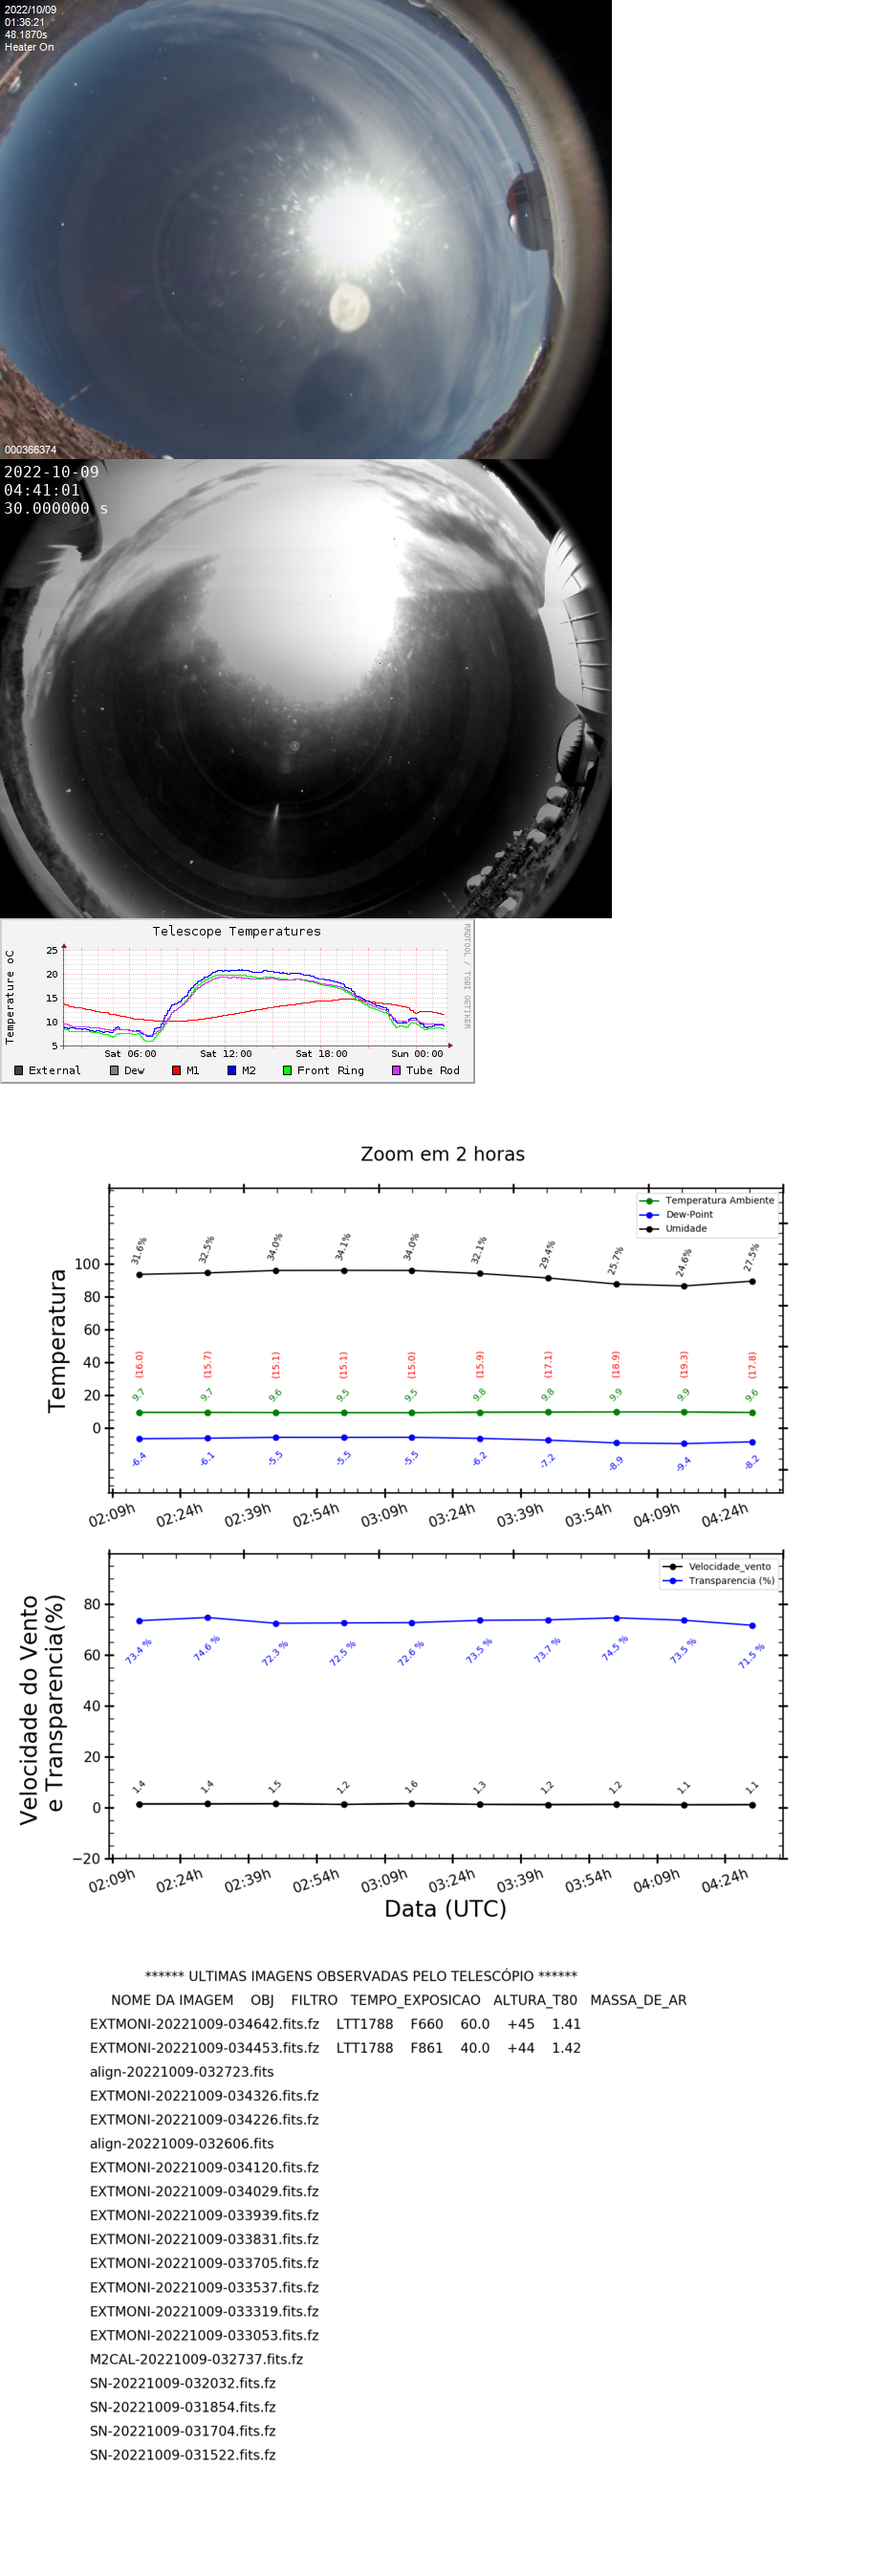 2022/10/09
01:36:21
48.1870s
Heater On
000366374
2022-10-09
04:41:01
30.000000 s
Telescope Temperatures
RRDTOOL / TOBI OETIKER
Temperature oC
25
20
15
10
5
Sat 06:00 Sat 12:00 Sat 18:00 Sun 00:00
External Dew M1 M2 Front Ring Tube Rod
Zoom em 2 horas
Temperatura Ambiente
Dew-Point
Umidade
Temperatura
100
80
60
40
20
0
31.6% 32.5% 34.0% 34.1% 34.0% 32.1% 29.4% 25.7% 24.6% 27.5%
(16.0) (15.7) (15.1) (15.1) (15.0) (15.9) (17.1) (18.9) (19.3) (17.8)
9.7 9.7 9.6 9.5 9.5 9.8 9.8 9.9 9.9 9.6
-6.4 -6.1 -5.5 -5.5 -5.5 -6.2 -7.2 -8.9 -9.4 -8.2
02:09h 02:24h 02:39h 02:54h 03:09h 03:24h 03:39h 03:54h 04:09h 04:24h
Velocidade_vento
Transparencia (%)
Velocidade do Vento
e Transparencia(%)
80
60
40
20
0
−20
73.4 % 74.6 % 72.3 % 72.5 % 72.6 % 73.5 % 73.7 % 74.5 % 73.5 % 71.5 %
1.4 1.4 1.5 1.2 1.6 1.3 1.2 1.2 1.1 1.1
02:09h 02:24h 02:39h 02:54h 03:09h 03:24h 03:39h 03:54h 04:09h 04:24h
Data (UTC)
****** ULTIMAS IMAGENS OBSERVADAS PELO TELESCÓPIO ******
NOME DA IMAGEM OBJ FILTRO TEMPO_EXPOSICAO ALTURA_T80 MASSA_DE_AR
EXTMONI-20221009-034642.fits.fz LTT1788 F660 60.0 +45 1.41
EXTMONI-20221009-034453.fits.fz LTT1788 F861 40.0 +44 1.42
align-20221009-032723.fits
EXTMONI-20221009-034326.fits.fz
EXTMONI-20221009-034226.fits.fz
align-20221009-032606.fits
EXTMONI-20221009-034120.fits.fz
EXTMONI-20221009-034029.fits.fz
EXTMONI-20221009-033939.fits.fz
EXTMONI-20221009-033831.fits.fz
EXTMONI-20221009-033705.fits.fz
EXTMONI-20221009-033537.fits.fz
EXTMONI-20221009-033319.fits.fz
EXTMONI-20221009-033053.fits.fz
M2CAL-20221009-032737.fits.fz
SN-20221009-032032.fits.fz
SN-20221009-031854.fits.fz
SN-20221009-031704.fits.fz
SN-20221009-031522.fits.fz